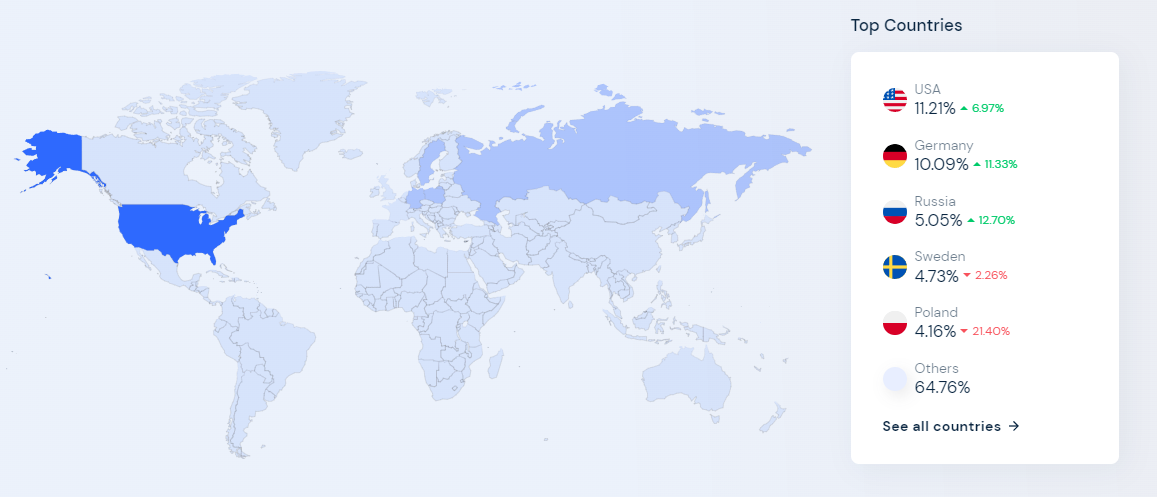 Top Countries
USA
11.21% 6.97%
Germany
10.09% 11.33%
Russia
5.05% 12.70%
Sweden
4.73% 2.26%
Poland
4.16% 21.40%
Others
64.76%
See all countries →